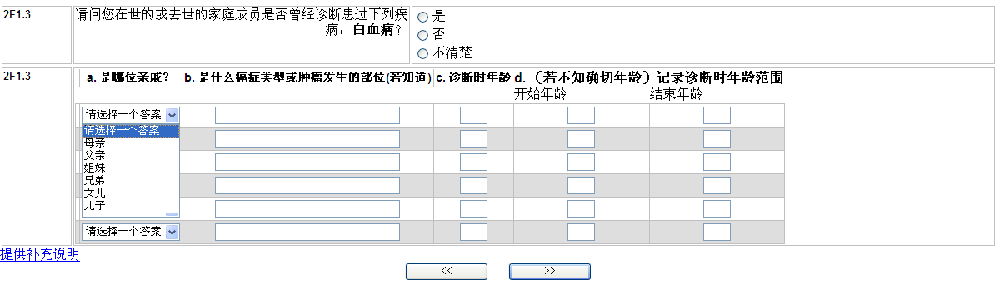 2F1.3
请问您在世的或去世的家庭成员是否曾经诊断患过下列疾
病：白血病?
是
否
不清楚
2F1.3
a. 是哪位亲戚？
b. 是什么癌症类型或肿瘤发生的部位(若知道)
c. 诊断时年龄
d.（若不知确切年龄）记录诊断时年龄范围
开始年龄
结束年龄
请选择一个答案
请选择一个答案
母亲
父亲
姐妹
兄弟
女儿
儿子
请选择一个答案
提供补充说明
<<
>>